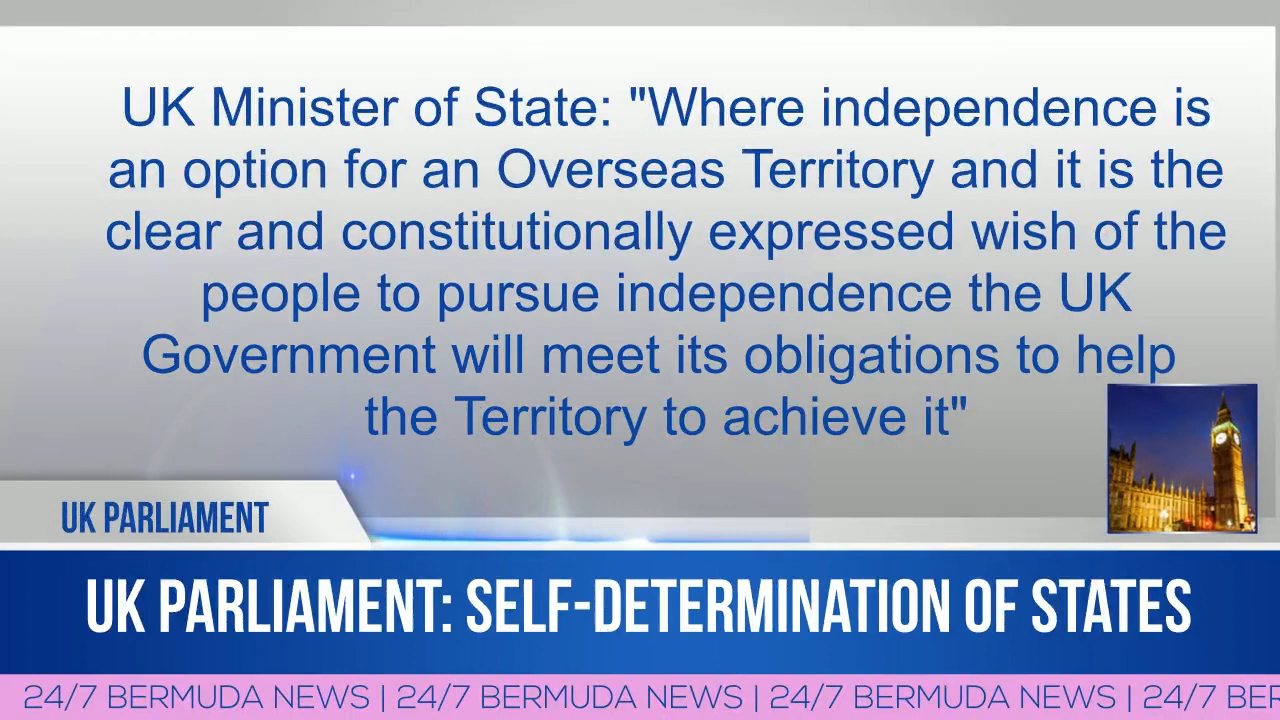 UK Minister of State: "Where independence is
an option for an Overseas Territory and it is the
clear and constitutionally expressed wish of the
people to pursue independence the UK
Government will meet its obligations to help
the Territory to achieve it"
UK PARLIAMENT
UK PARLIAMENT: SELF-DETERMINATION OF STATES
24/7 BERMUDA NEWS | 24/7 BERMUDA NEWS | 24/7 BERMUDA NEWS | 24/7 BER